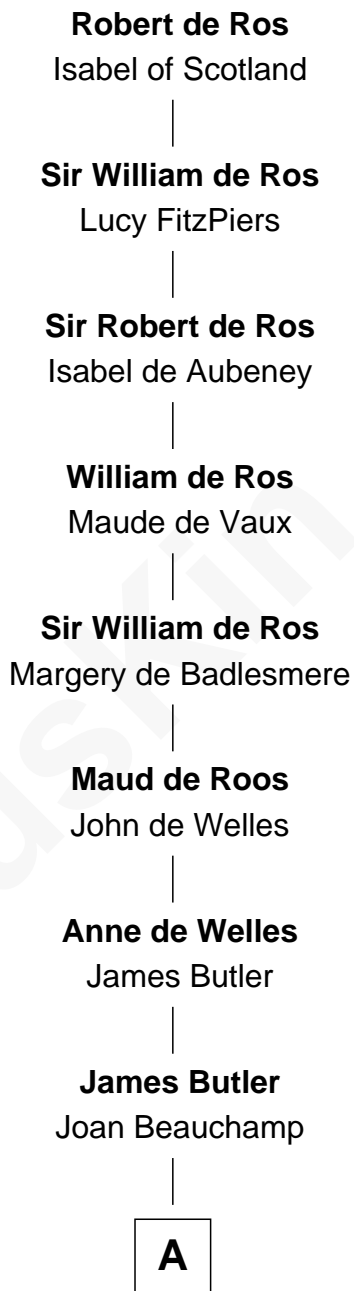 Robert de Ros
Isabel of Scotland
Sir William de Ros
Lucy FitzPiers
Sir Robert de Ros
Isabel de Aubeney
William de Ros
Maude de Vaux
Sir William de Ros
Margery de Badlesmere
Maud de Roos
John de Welles
Anne de Welles
James Butler
James Butler
Joan Beauchamp
A